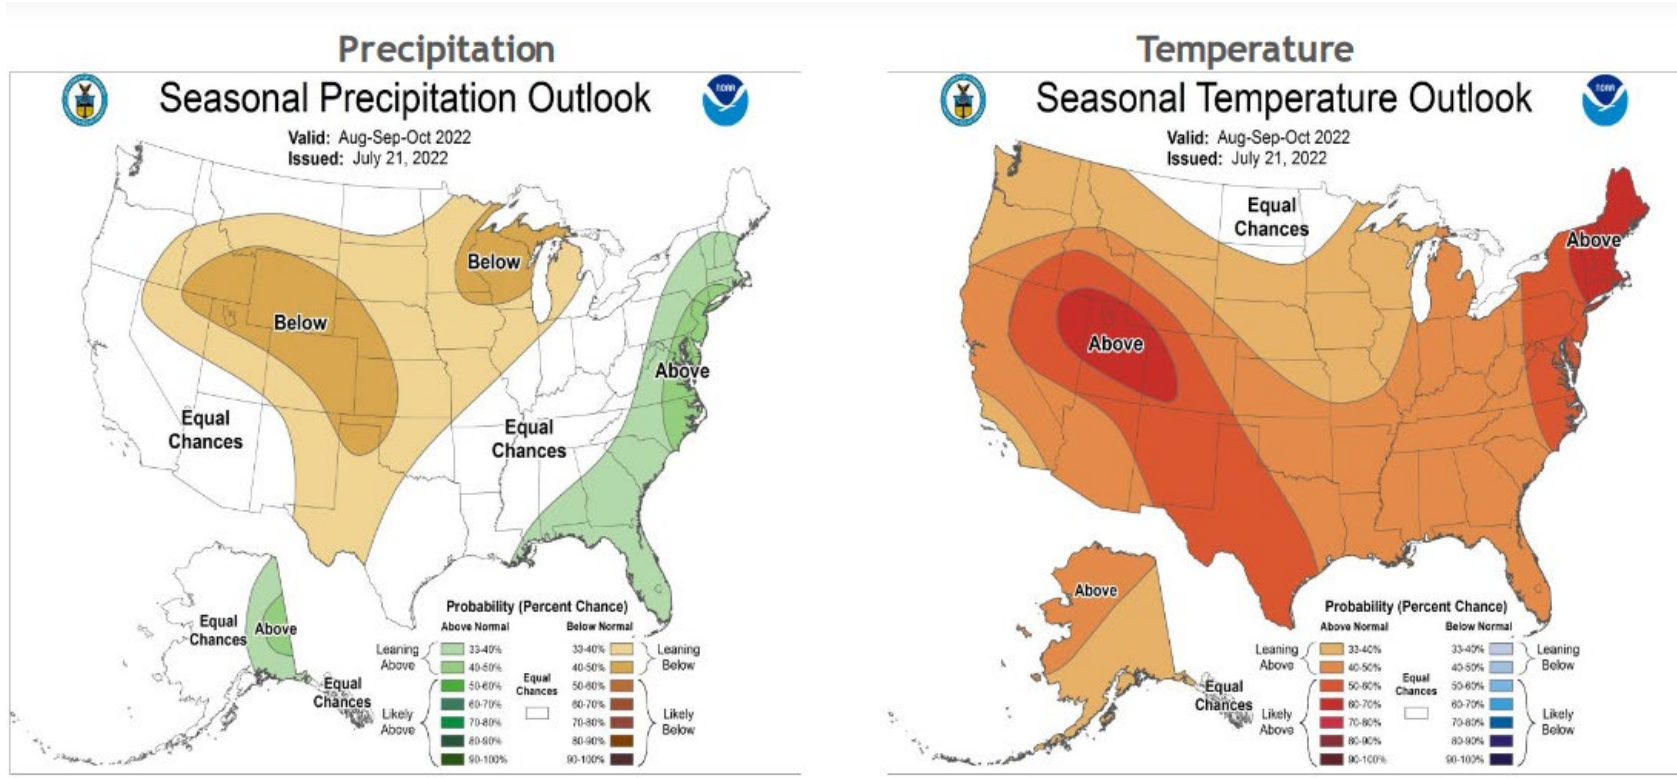 Precipitation
Seasonal Precipitation Outlook
NOAA
Valid: Aug-Sep-Oct 2022
Issued: July 21, 2022
Below
Below
Above
Equal
Chances
Equal
Chances
Equal
Chances
Above
Equal
Chances
Probability (Percent Chance)
Above Normal
Below Normal
Leaning
Above
33-40%
40-50%
50-60%
60-70%
70-80%
80-90%
90-100%
Likely
Above
Equal
Chances
33-40%
40-50%
50-60%
60-70%
70-80%
80-90%
90-100%
Leaning
Below
Likely
Below
Temperature
Seasonal Temperature Outlook
NOAA
Valid: Aug-Sep-Oct 2022
Issued: July 21, 2022
Equal
Chances
Above
Above
Above
Equal
Chances
Probability (Percent Chance)
Above Normal
Below Normal
Leaning
Above
33-40%
40-50%
50-60%
60-70%
70-80%
80-90%
90-100%
Likely
Above
Equal
Chances
33-40%
40-50%
50-60%
60-70%
70-80%
80-90%
90-100%
Leaning
Below
Likely
Below